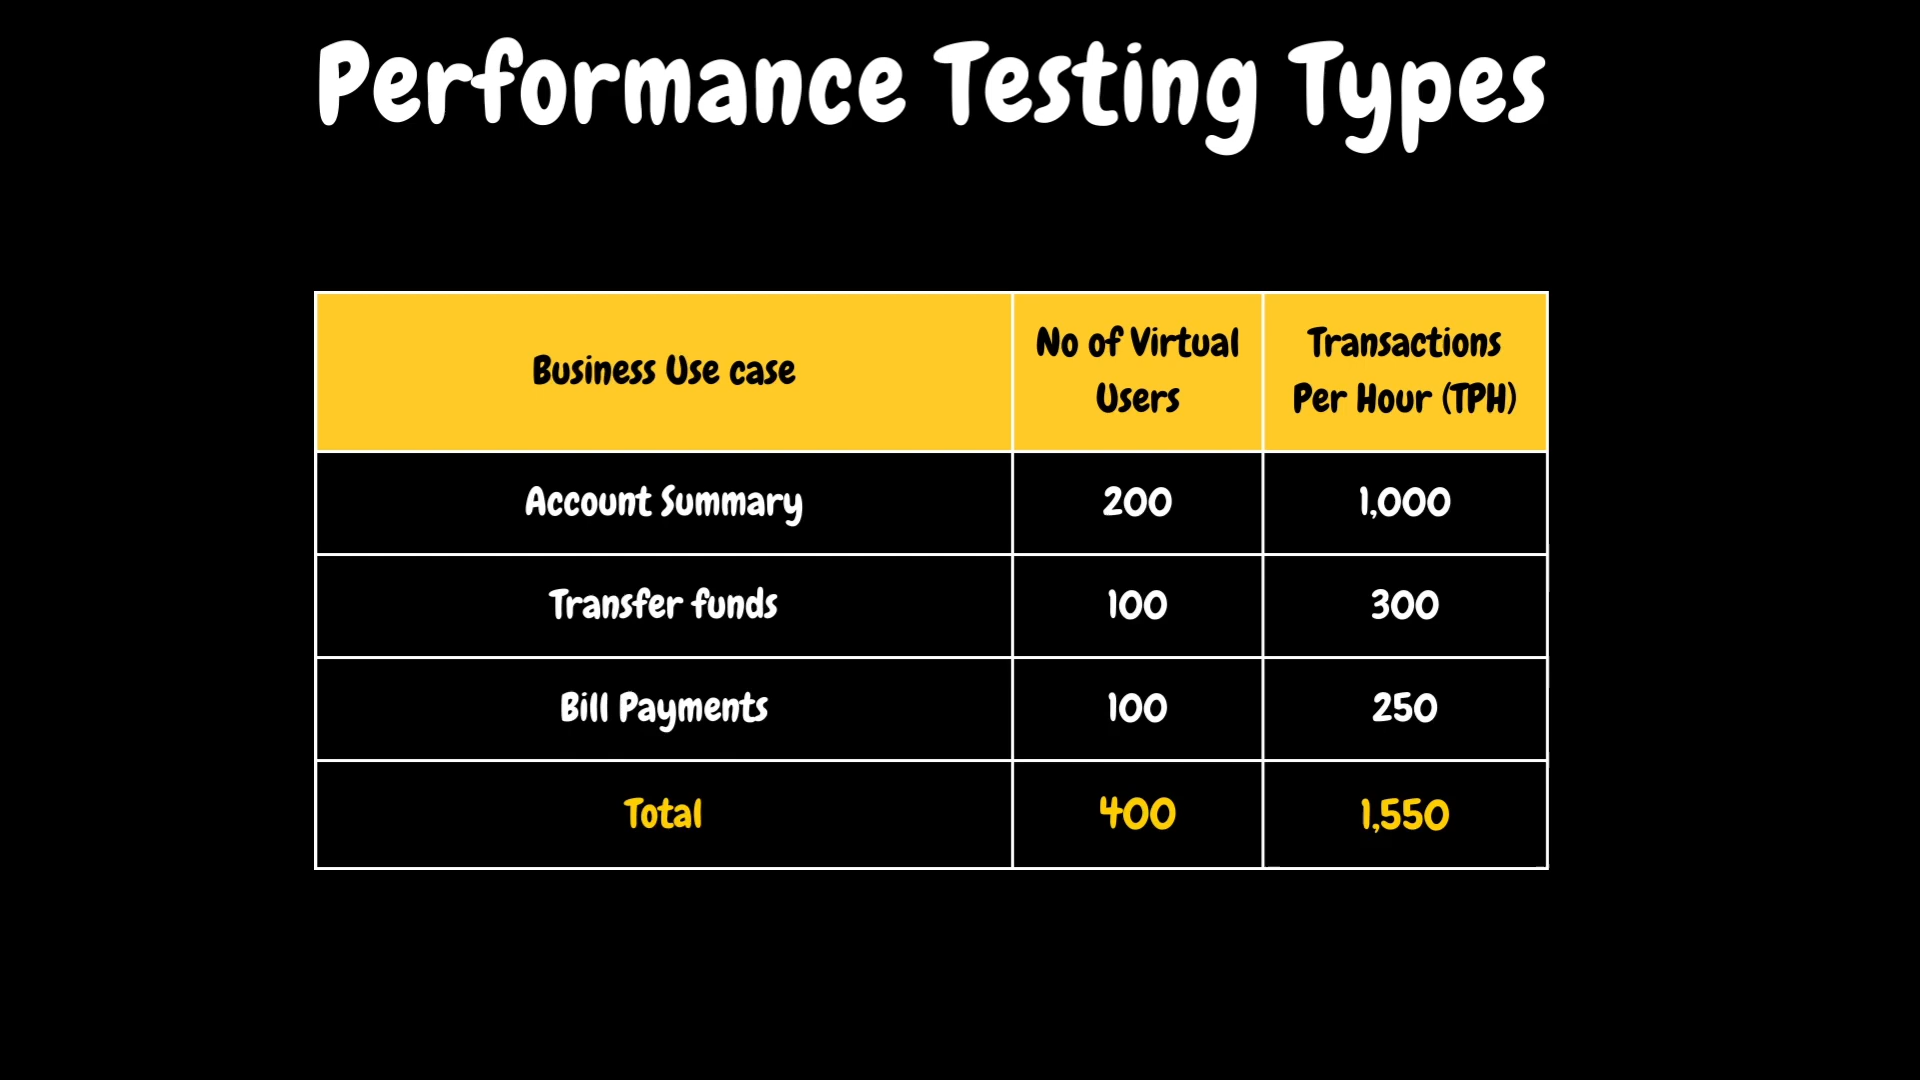 Performance Testing Types
Business Use case
No of Virtual
Users
Transactions
Per Hour (TPH)
Account Summary
200
1,000
Transfer funds
100
300
Bill Payments
100
250
Total
400
1,550